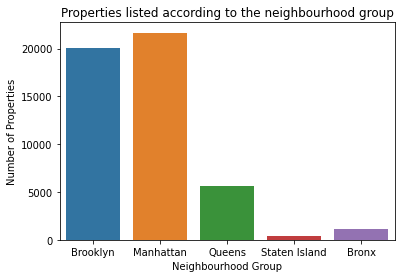 Properties listed according to the neighbourhood group
Number of Properties
20000
15000
10000
5000
0
Brooklyn Manhattan Queens Staten Island Bronx
Neighbourhood Group